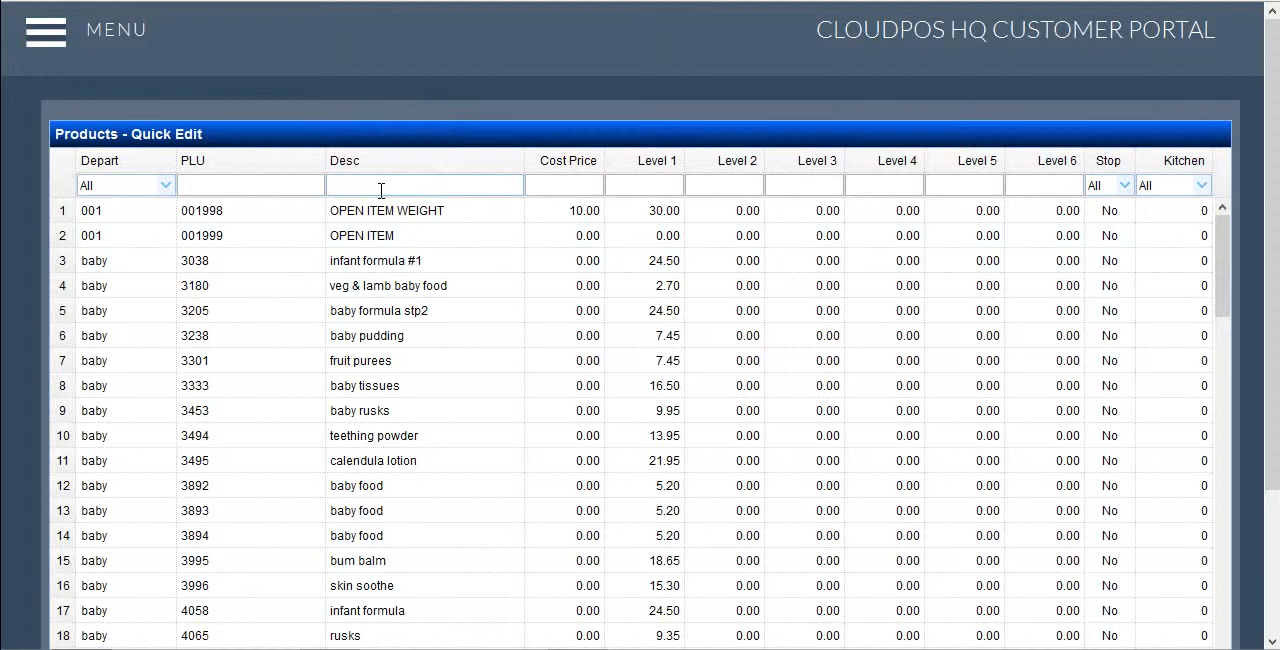 MENU CLOUDPOS HQ CUSTOMER PORTAL
Products - Quick Edit
Depart PLU Desc Cost Price Level 1 Level 2 Level 3 Level 4 Level 5 Level 6 Stop Kitchen
All All All
1 001 001998 OPEN ITEM WEIGHT 10.00 30.00 0.00 0.00 0.00 0.00 0.00 No 0
2 001 001999 OPEN ITEM 0.00 0.00 0.00 0.00 0.00 0.00 0.00 No 0
3 baby 3038 infant formula #1 0.00 24.50 0.00 0.00 0.00 0.00 0.00 No 0
4 baby 3180 veg & lamb baby food 0.00 2.70 0.00 0.00 0.00 0.00 0.00 No 0
5 baby 3205 baby formula stp2 0.00 24.50 0.00 0.00 0.00 0.00 0.00 No 0
6 baby 3238 baby pudding 0.00 7.45 0.00 0.00 0.00 0.00 0.00 No 0
7 baby 3301 fruit purees 0.00 7.45 0.00 0.00 0.00 0.00 0.00 No 0
8 baby 3333 baby tissues 0.00 16.50 0.00 0.00 0.00 0.00 0.00 No 0
9 baby 3453 baby rusks 0.00 9.95 0.00 0.00 0.00 0.00 0.00 No 0
10 baby 3494 teething powder 0.00 13.95 0.00 0.00 0.00 0.00 0.00 No 0
11 baby 3495 calendula lotion 0.00 21.95 0.00 0.00 0.00 0.00 0.00 No 0
12 baby 3892 baby food 0.00 5.20 0.00 0.00 0.00 0.00 0.00 No 0
13 baby 3893 baby food 0.00 5.20 0.00 0.00 0.00 0.00 0.00 No 0
14 baby 3894 baby food 0.00 5.20 0.00 0.00 0.00 0.00 0.00 No 0
15 baby 3995 bum balm 0.00 18.65 0.00 0.00 0.00 0.00 0.00 No 0
16 baby 3996 skin soothe 0.00 15.30 0.00 0.00 0.00 0.00 0.00 No 0
17 baby 4058 infant formula 0.00 24.50 0.00 0.00 0.00 0.00 0.00 No 0
18 baby 4065 rusks 0.00 9.35 0.00 0.00 0.00 0.00 0.00 No 0